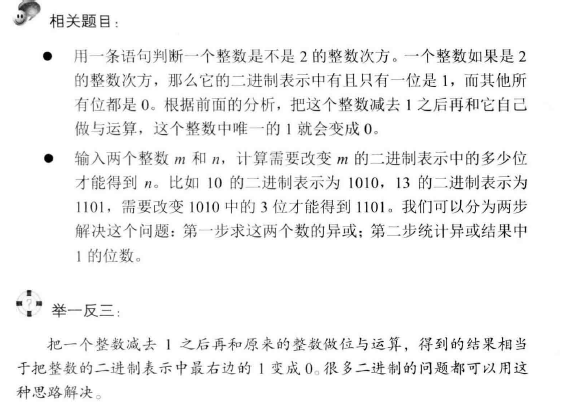 相关题目：
● 用一条语句判断一个整数是不是 2 的整数次方。一个整数如果是 2
的整数次方，那么它的二进制表示中有且只有一位是 1，而其他所
有位都是 0。根据前面的分析，把这个整数减去 1 之后再和它自己
做与运算，这个整数中唯一的 1 就会变成 0。
● 输入两个整数 m 和 n，计算需要改变 m 的二进制表示中的多少位
才能得到 n。比如 10 的二进制表示为 1010，13 的二进制表示为
1101，需要改变 1010 中的 3 位才能得到 1101。我们可以分为两步
解决这个问题：第一步求这两个数的异或；第二步统计异或结果中
1 的位数。
举一反三：
把一个整数减去 1 之后再和原来的整数做位与运算，得到的结果相当
于把整数的二进制表示中最右边的 1 变成 0。很多二进制的问题都可以用这
种思路解决。